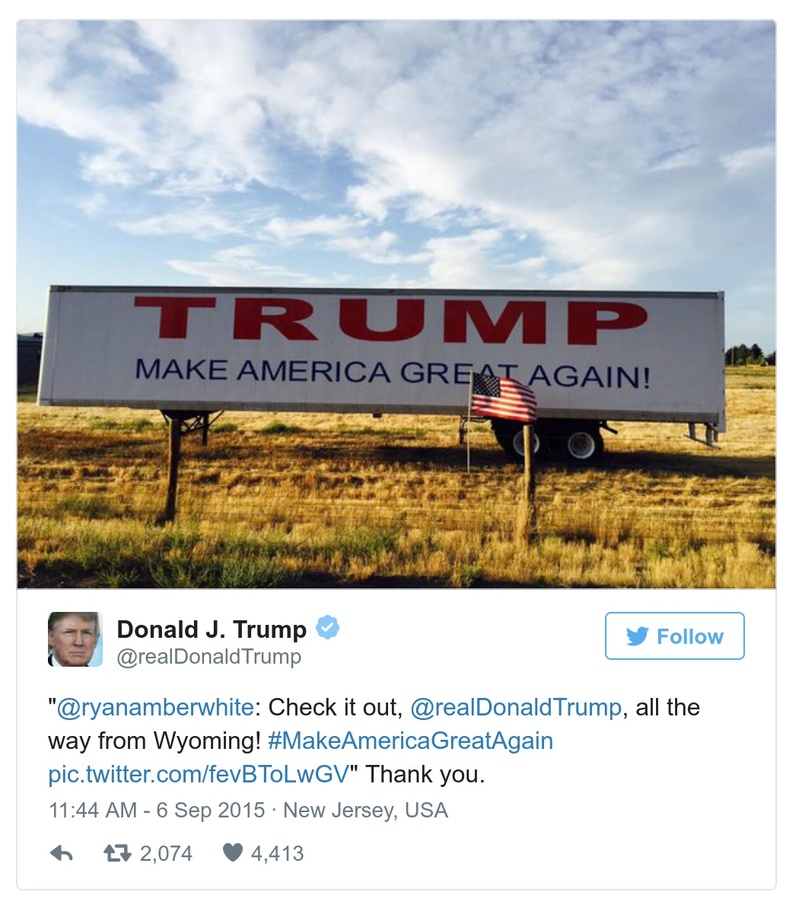 TRUMP
MAKE AMERICA GREAT AGAIN!
Donald J. Trump
@realDonaldTrump
Follow
"@ryanamberwhite: Check it out, @realDonaldTrump, all the
way from Wyoming! #MakeAmericaGreatAgain
pic.twitter.com/fevBToLwGV" Thank you.
11:44 AM - 6 Sep 2015 · New Jersey, USA
2,074 4,413